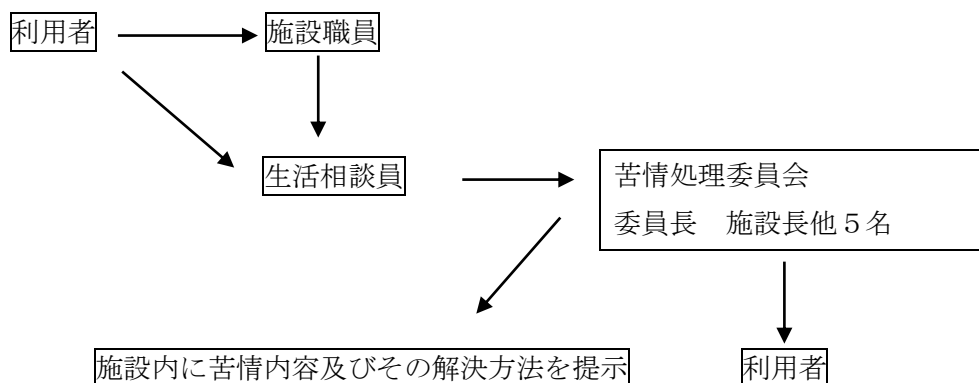 利用者
施設職員
生活相談員
苦情処理委員会
委員長　施設長他５名
施設内に苦情内容及びその解決方法を提示
利用者